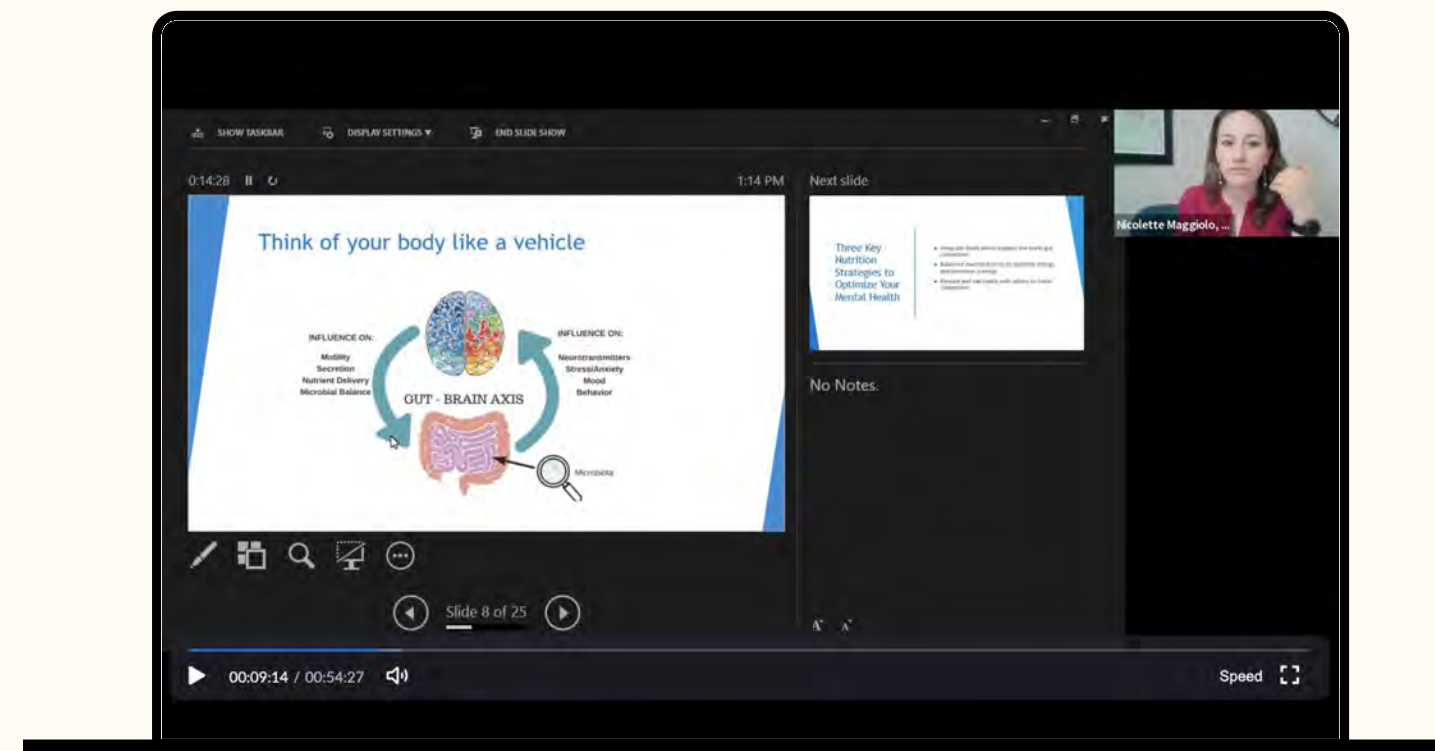 SHOW TASKBAR
DISPLAY SETTINGS ▼
END SLIDE SHOW
0:14:28
1:14 PM
Think of your body like a vehicle
INFLUENCE ON:
Motility
Secretion
Nutrient Delivery
Microbial Balance
INFLUENCE ON:
Neurotransmitters
Stress/Anxiety
Mood
Behavior
GUT - BRAIN AXIS
Microbiota
Slide 8 of 25
Next slide
Three Key
Nutrition
Strategies to
Optimize Your
Mental Health
No Notes.
A A
Nicolette Maggiolo, ...
00:09:14 / 00:54:27
Speed